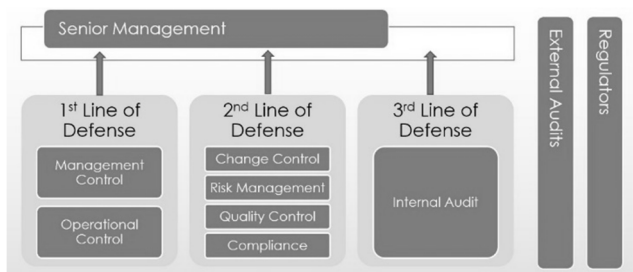 Senior Management
1st Line of
Defense
Management
Control
Operational
Control
2nd Line of
Defense
Change Control
Risk Management
Quality Control
Compliance
3rd Line of
Defense
Internal Audit
External Audits
Regulators